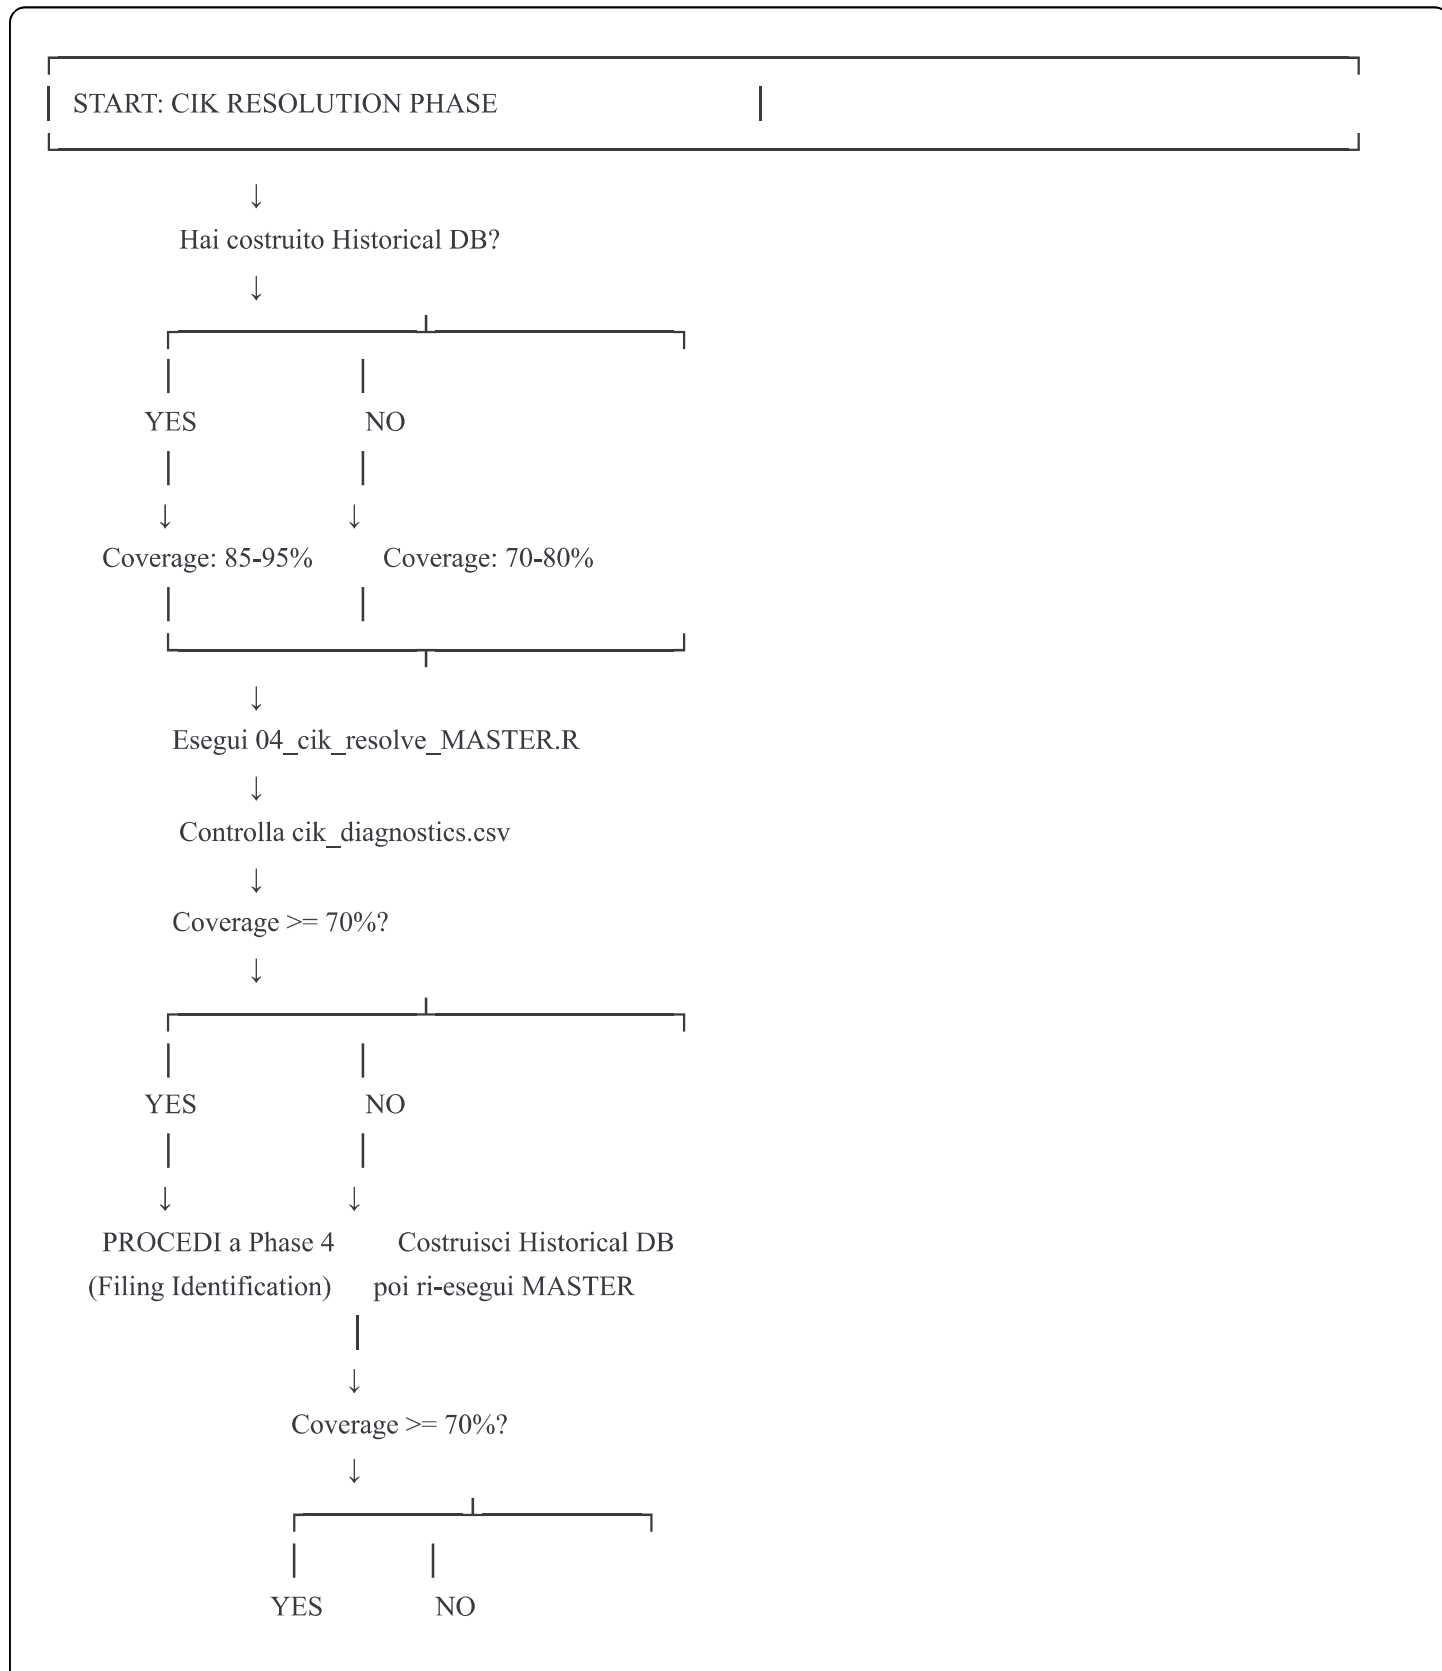 START: CIK RESOLUTION PHASE
↓
Hai costruito Historical DB?
↓
YES NO
↓ ↓
Coverage: 85-95% Coverage: 70-80%
↓
Esegui 04_cik_resolve_MASTER.R
↓
Controlla cik_diagnostics.csv
↓
Coverage >= 70%?
↓
YES NO
↓ ↓
PROCEDI a Phase 4 Costruisci Historical DB
(Filing Identification) poi ri-esegui MASTER
↓
Coverage >= 70%?
↓
YES NO